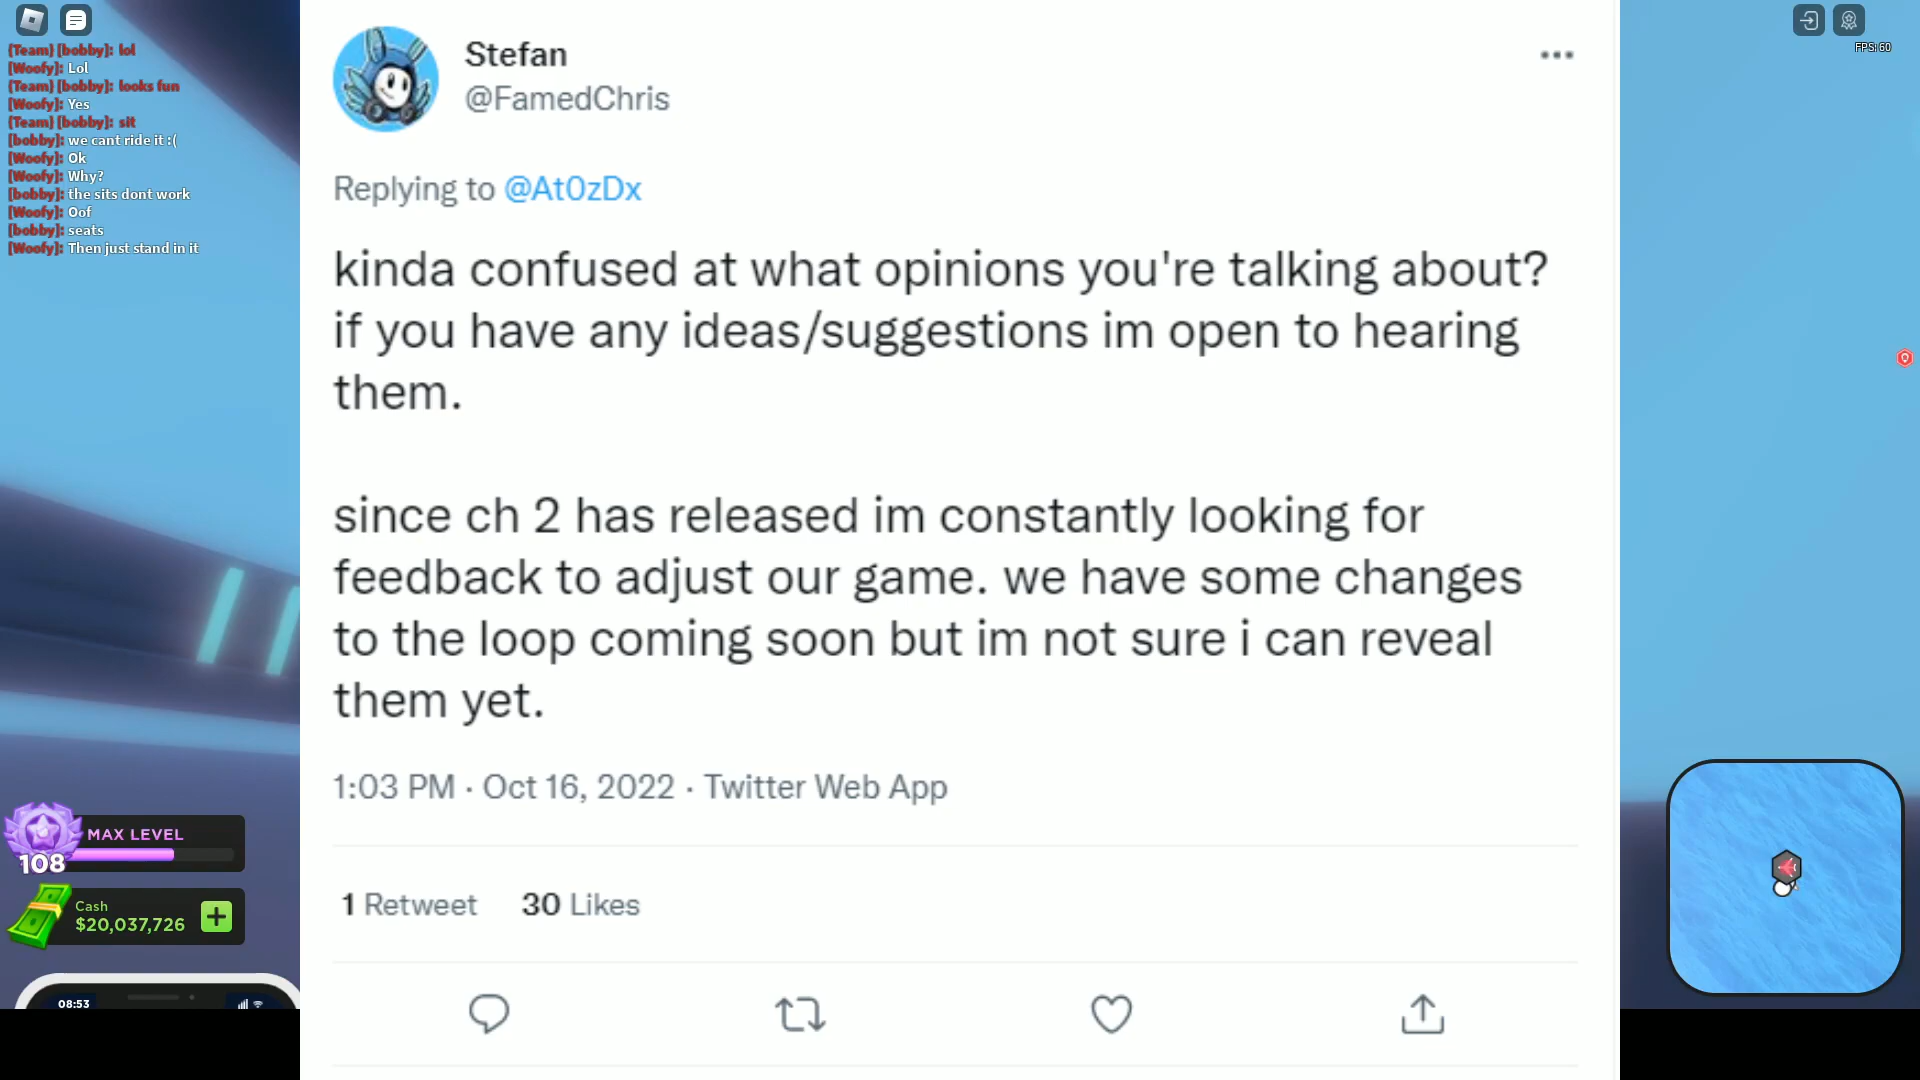 {Team} [bobby]: lol
[Woofy]: Lol
{Team} [bobby]: looks fun
[Woofy]: Yes
{Team} [bobby]: sit
[bobby]: we cant ride it :(
[Woofy]: Ok
[Woofy]: Why?
[bobby]: the sits dont work
[Woofy]: Oof
[bobby]: seats
[Woofy]: Then just stand in it
Stefan
@FamedChris
Replying to @At0zDx
kinda confused at what opinions you're talking about?
if you have any ideas/suggestions im open to hearing
them.
since ch 2 has released im constantly looking for
feedback to adjust our game. we have some changes
to the loop coming soon but im not sure i can reveal
them yet.
1:03 PM · Oct 16, 2022 · Twitter Web App
1 Retweet 30 Likes
FPS: 60
MAX LEVEL
108
Cash
$20,037,726
08:53